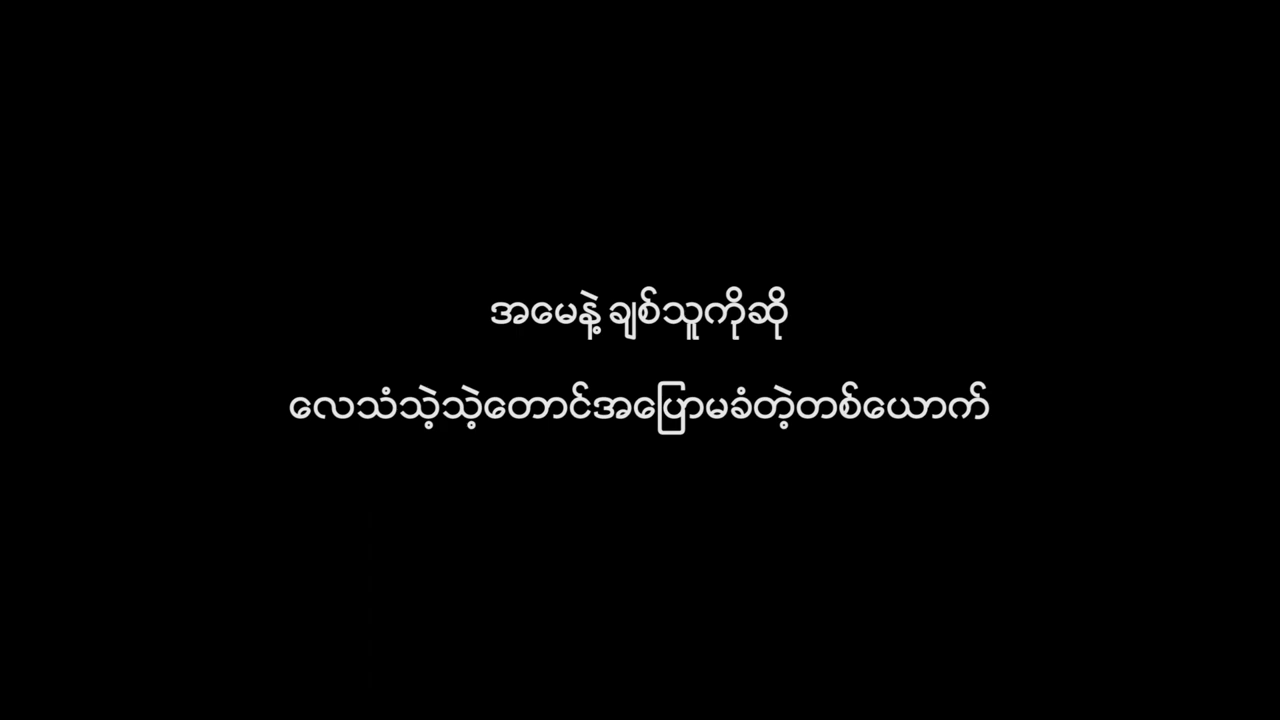 အမေနဲ့ ချစ်သူကိုဆို
လေသံသဲ့သဲ့တောင်အပြောမခံတဲ့တစ်ယောက်